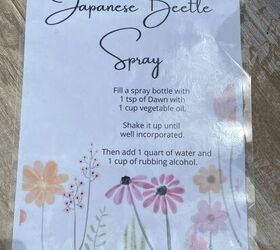 Japanese Beetle
Spray
Fill a spray bottle with
1 tsp of Dawn with
1 cup vegetable oil.
Shake it up until
well incorporated.
Then add 1 quart of water and
1 cup of rubbing alcohol.